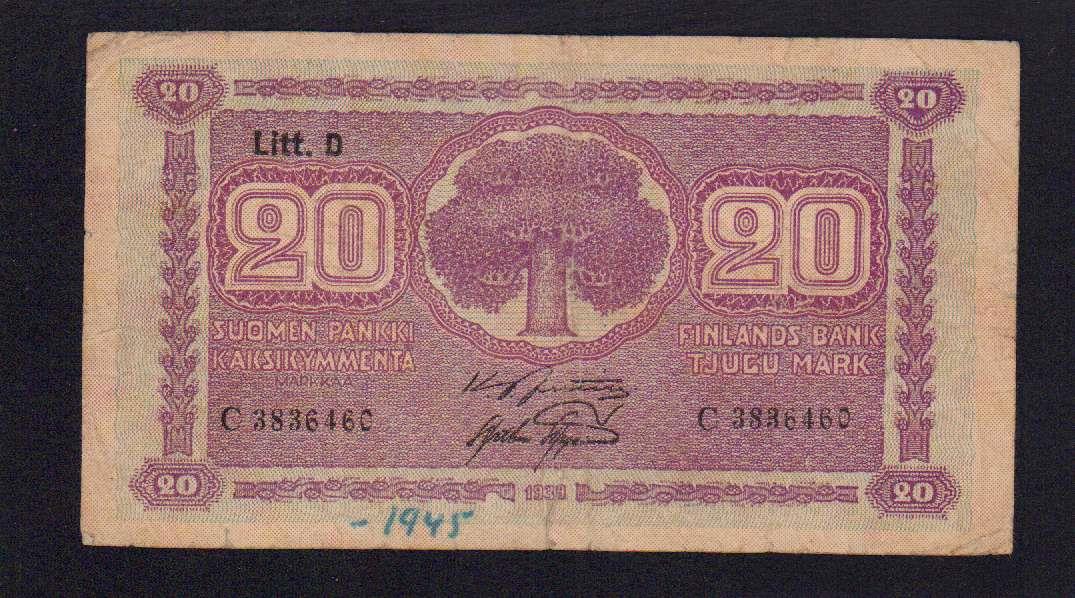 20 20
Litt. D
20 20
SUOMEN PANKKI FINLANDS BANK
KAKSIKYMMENTÄ TJUGU MARK
MARKKAA
C 3836460 C 3836460
20 1939 20
- 1945